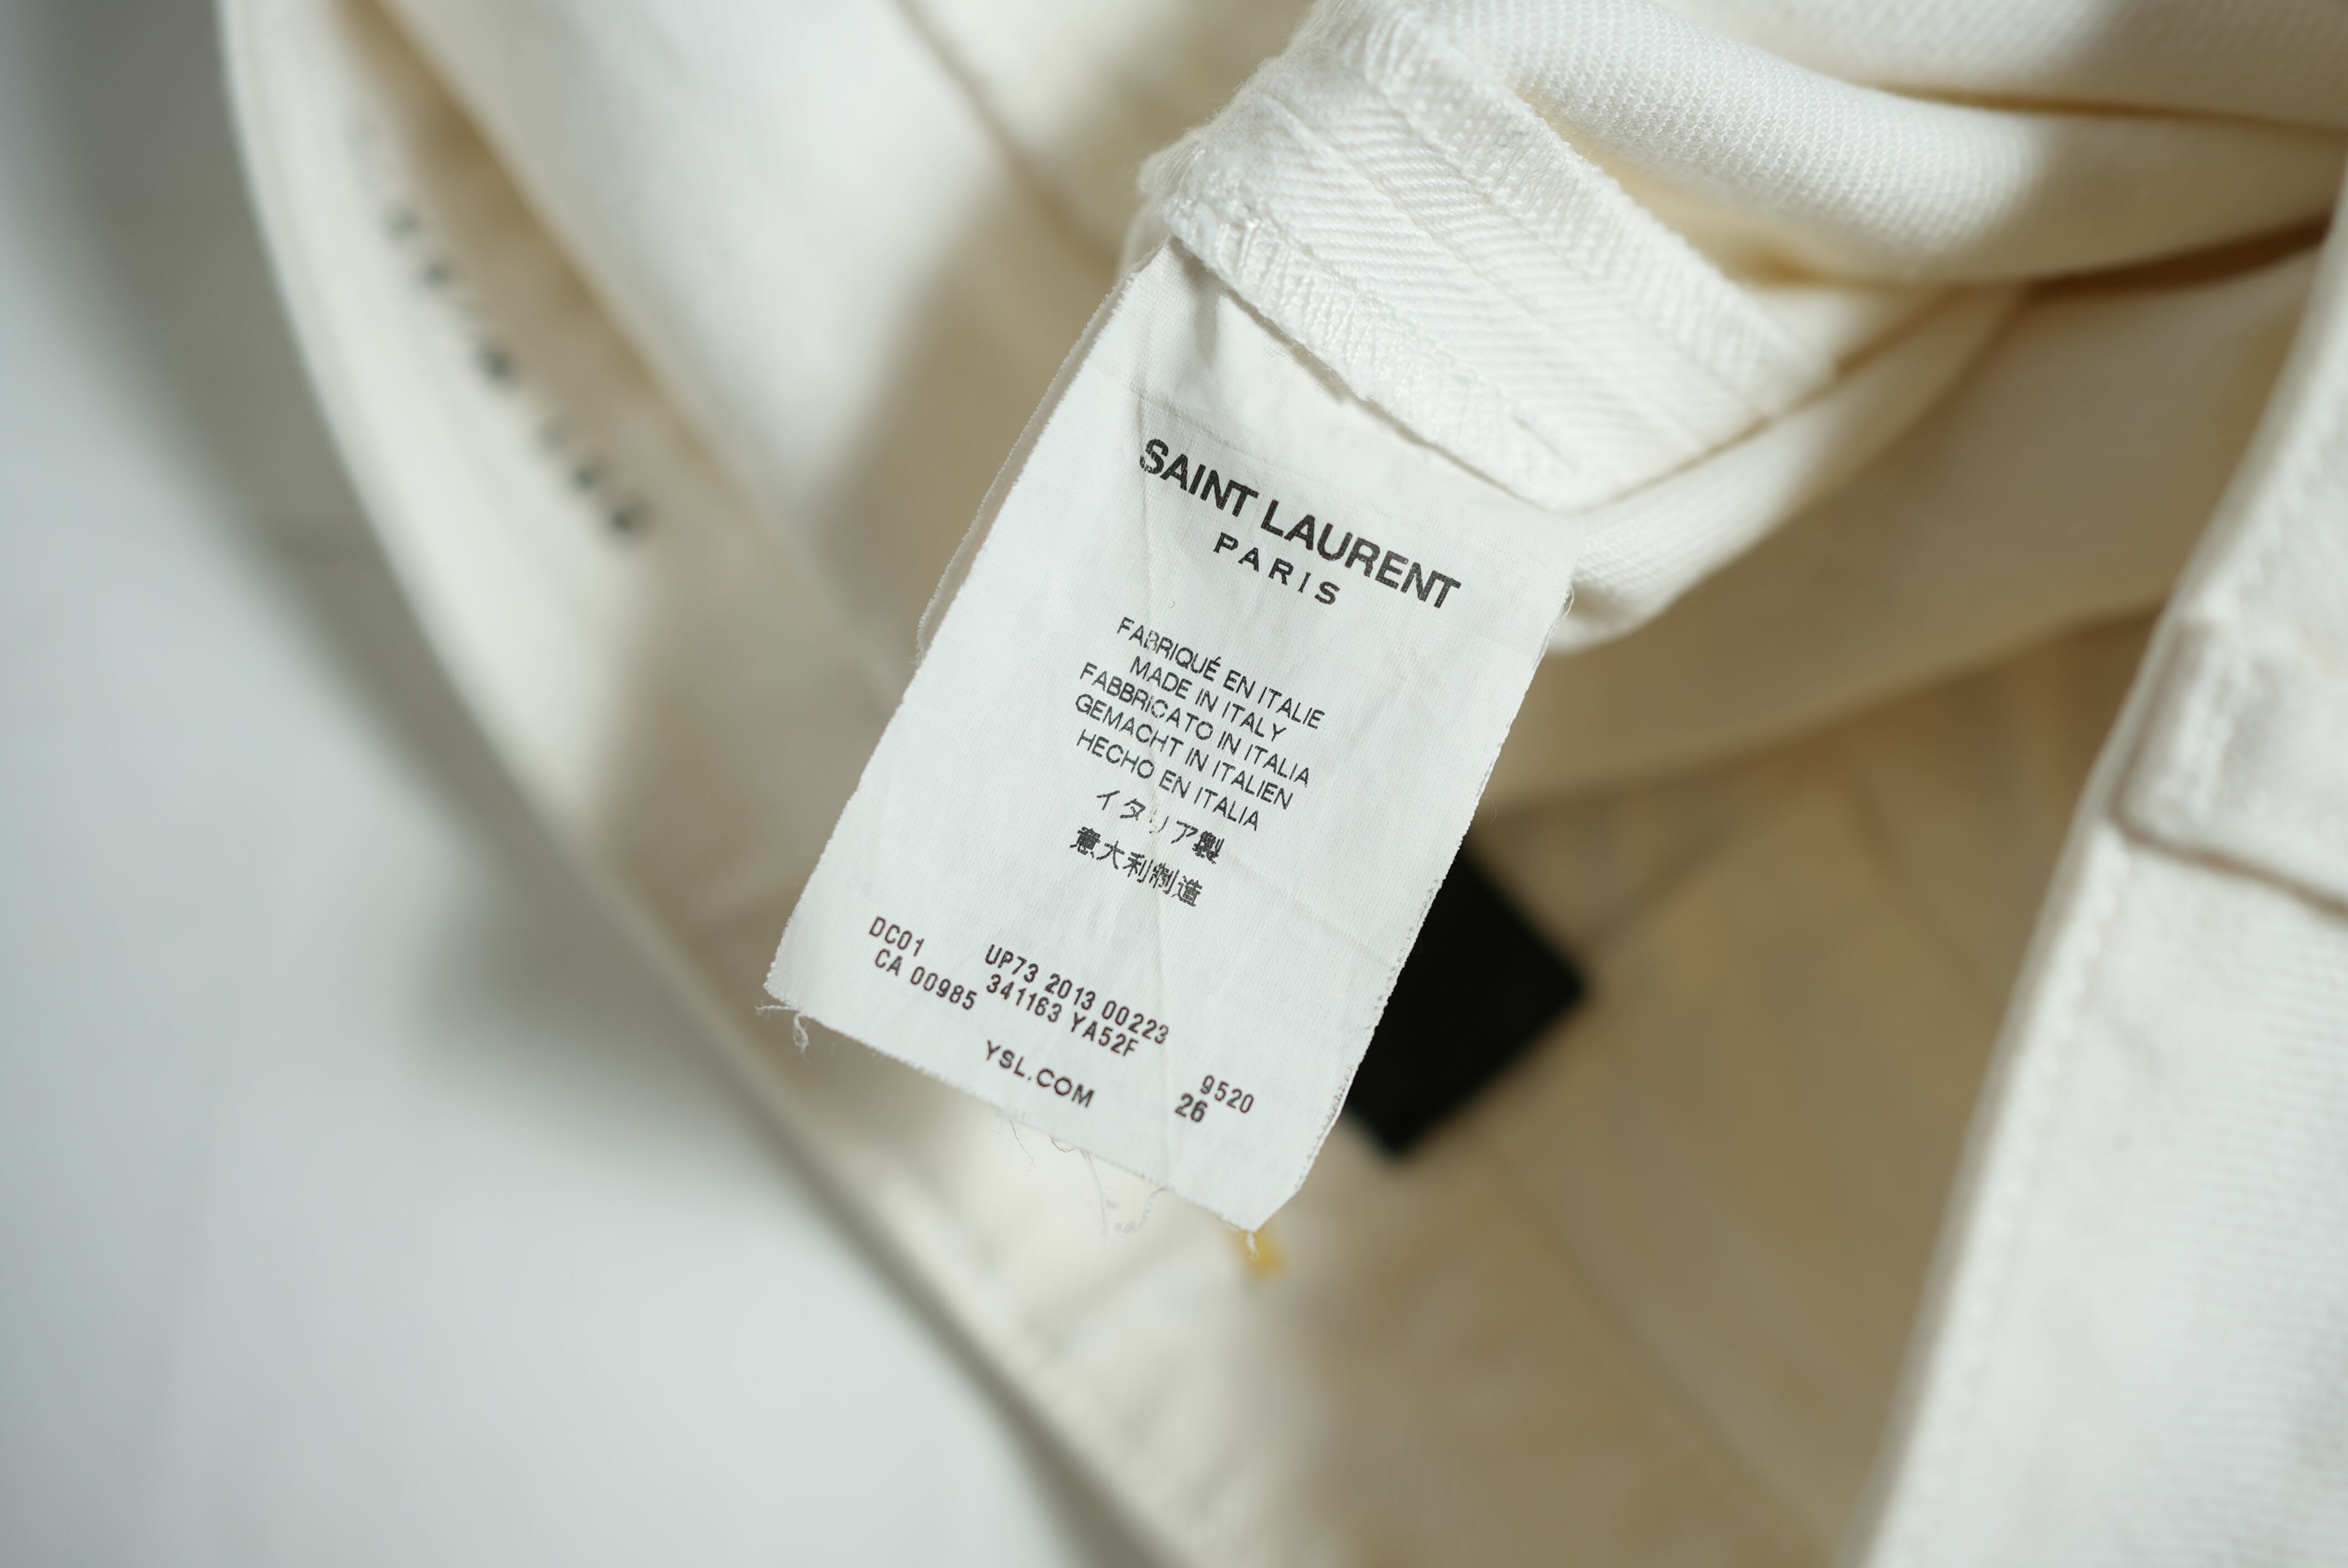 SAINT LAURENT
PARIS
FABRIQUÉ EN ITALIE
MADE IN ITALY
FABBRICATO IN ITALIA
GEMACHT IN ITALIEN
HECHO EN ITALIA
イタリア製
意大利制造
DC01 UP73 2013 00223
CA 00985 341163 YA52F 9520
YSL.COM 26